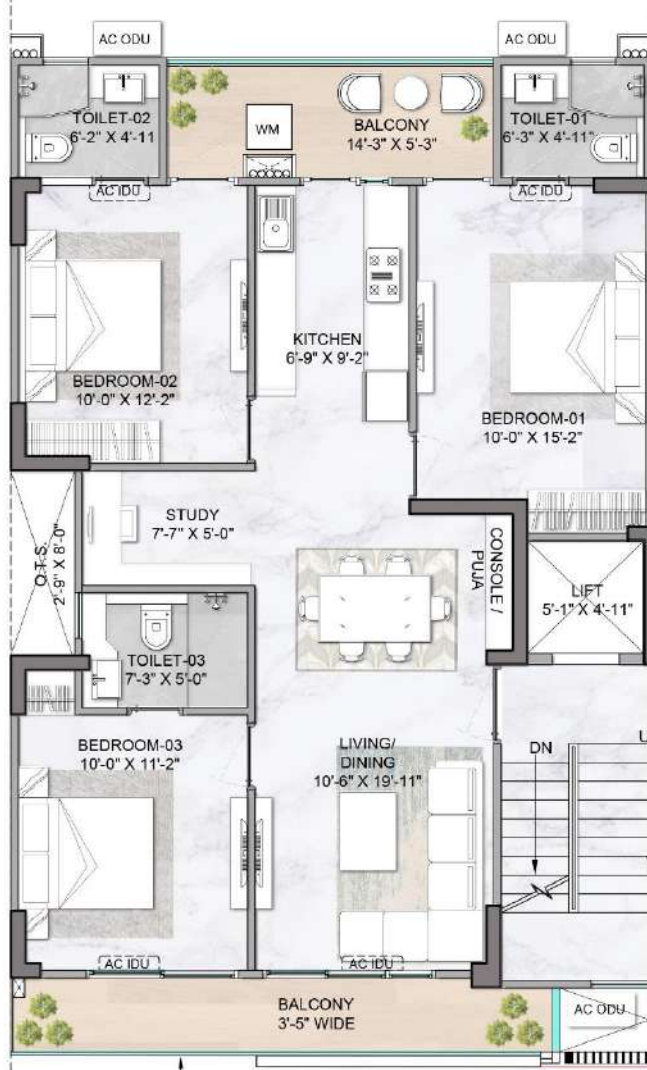 AC ODU
AC ODU
TOILET-02
6'-2" X 4'-11
WM
BALCONY
14'-3" X 5'-3"
TOILET-01
6'-3" X 4'-11"
AC IDU
AC IDU
KITCHEN
6'-9" X 9'-2"
BEDROOM-02
10'-0" X 12'-2"
BEDROOM-01
10'-0" X 15'-2"
STUDY
7'-7" X 5'-0"
O.T.S.
2'-9" X 8'-0"
CONSOLE /
PUJA
LIFT
5'-1" X 4'-11"
TOILET-03
7'-3" X 5'-0"
BEDROOM-03
10'-0" X 11'-2"
LIVING/
DINING
10'-6" X 19'-11"
DN
U
AC IDU
AC IDU
BALCONY
3'-5" WIDE
AC ODU